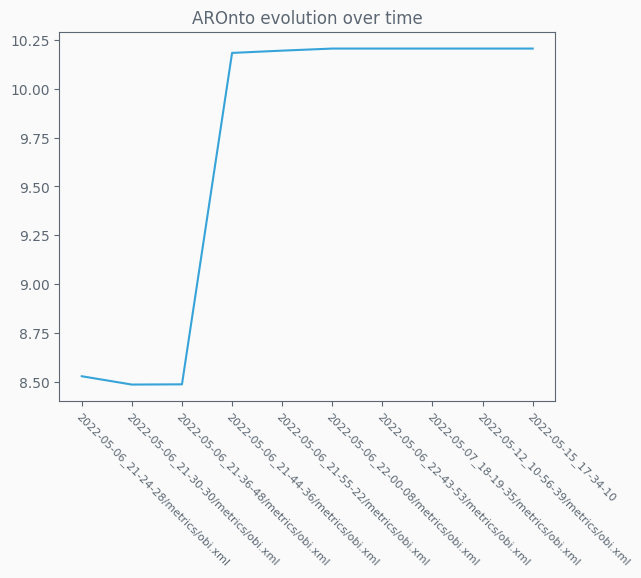 AROnto evolution over time
10.25
10.00
9.75
9.50
9.25
9.00
8.75
8.50
2022-05-06_21-24-28/metrics/obi.xml
2022-05-06_21-30-30/metrics/obi.xml
2022-05-06_21-36-48/metrics/obi.xml
2022-05-06_21-44-36/metrics/obi.xml
2022-05-06_21-55-22/metrics/obi.xml
2022-05-06_22-00-08/metrics/obi.xml
2022-05-06_22-43-53/metrics/obi.xml
2022-05-07_18-19-35/metrics/obi.xml
2022-05-12_10-56-39/metrics/obi.xml
2022-05-15_17-34-10